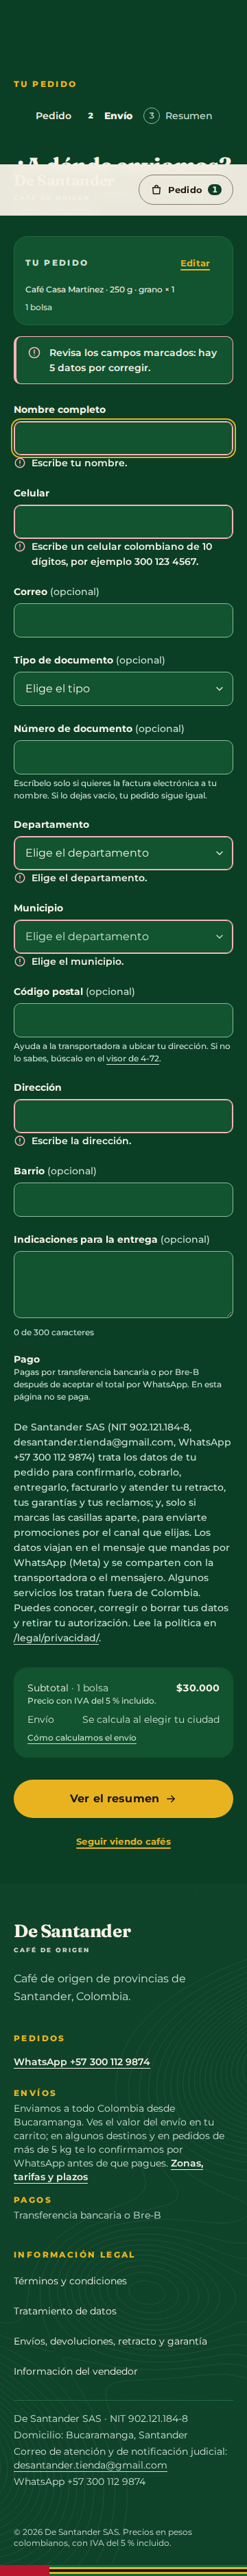 TU PEDIDO
Pedido 2 Envío 3 Resumen
¿A dónde enviamos?
De Santander
CAFÉ DE ORIGEN
Pedido 1
TU PEDIDO
Editar
Café Casa Martínez · 250 g · grano × 1
1 bolsa
Revisa los campos marcados: hay
5 datos por corregir.
Nombre completo
Escribe tu nombre.
Celular
Escribe un celular colombiano de 10
dígitos, por ejemplo 300 123 4567.
Correo (opcional)
Tipo de documento (opcional)
Elige el tipo
Número de documento (opcional)
Escríbelo solo si quieres la factura electrónica a tu
nombre. Si lo dejas vacío, tu pedido sigue igual.
Departamento
Elige el departamento
Elige el departamento.
Municipio
Elige el departamento
Elige el municipio.
Código postal (opcional)
Ayuda a la transportadora a ubicar tu dirección. Si no
lo sabes, búscalo en el visor de 4-72.
Dirección
Escribe la dirección.
Barrio (opcional)
Indicaciones para la entrega (opcional)
0 de 300 caracteres
Pago
Pagas por transferencia bancaria o por Bre-B
después de aceptar el total por WhatsApp. En esta
página no se paga.
De Santander SAS (NIT 902.121.184-8,
desantander.tienda@gmail.com, WhatsApp
+57 300 112 9874) trata los datos de tu
pedido para confirmarlo, cobrarlo,
entregarlo, facturarlo y atender tu retracto,
tus garantías y tus reclamos; y, solo si
marcas las casillas aparte, para enviarte
promociones por el canal que elijas. Los
datos viajan en el mensaje que mandas por
WhatsApp (Meta) y se comparten con la
transportadora o el mensajero. Algunos
servicios los tratan fuera de Colombia.
Puedes conocer, corregir o borrar tus datos
y retirar tu autorización. Lee la política en
/legal/privacidad/.
Subtotal · 1 bolsa $30.000
Precio con IVA del 5 % incluido.
Envío Se calcula al elegir tu ciudad
Cómo calculamos el envío
Ver el resumen →
Seguir viendo cafés
De Santander
CAFÉ DE ORIGEN
Café de origen de provincias de
Santander, Colombia.
PEDIDOS
WhatsApp +57 300 112 9874
ENVÍOS
Enviamos a todo Colombia desde
Bucaramanga. Ves el valor del envío en tu
carrito; en algunos destinos y en pedidos de
más de 5 kg te lo confirmamos por
WhatsApp antes de que pagues. Zonas,
tarifas y plazos
PAGOS
Transferencia bancaria o Bre-B
INFORMACIÓN LEGAL
Términos y condiciones
Tratamiento de datos
Envíos, devoluciones, retracto y garantía
Información del vendedor
De Santander SAS · NIT 902.121.184-8
Domicilio: Bucaramanga, Santander
Correo de atención y de notificación judicial:
desantander.tienda@gmail.com
WhatsApp +57 300 112 9874
© 2026 De Santander SAS. Precios en pesos
colombianos, con IVA del 5 % incluido.